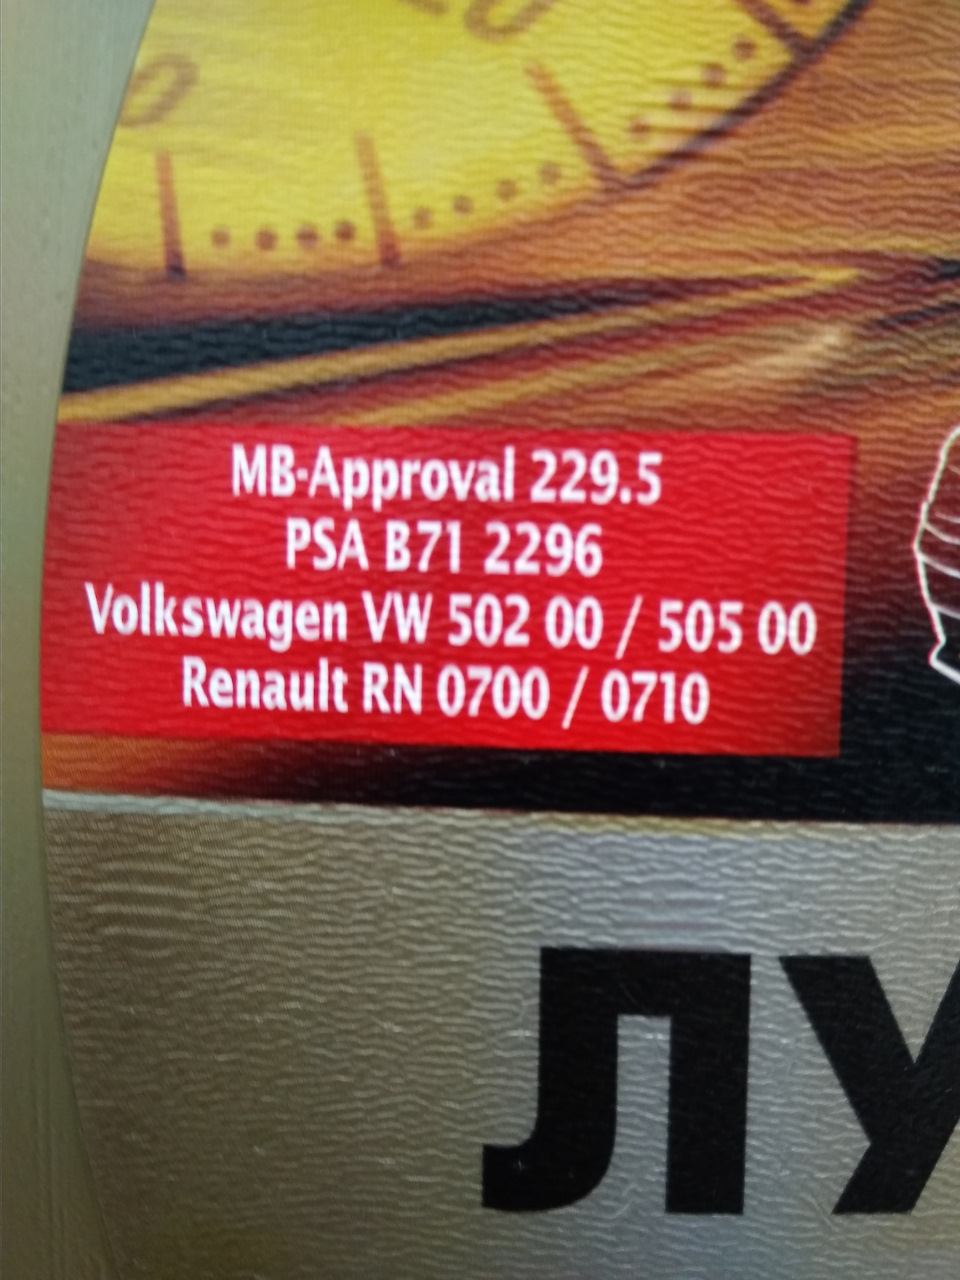 MB-Approval 229.5
PSA B71 2296
Volkswagen VW 502 00 / 505 00
Renault RN 0700 / 0710
ЛУ